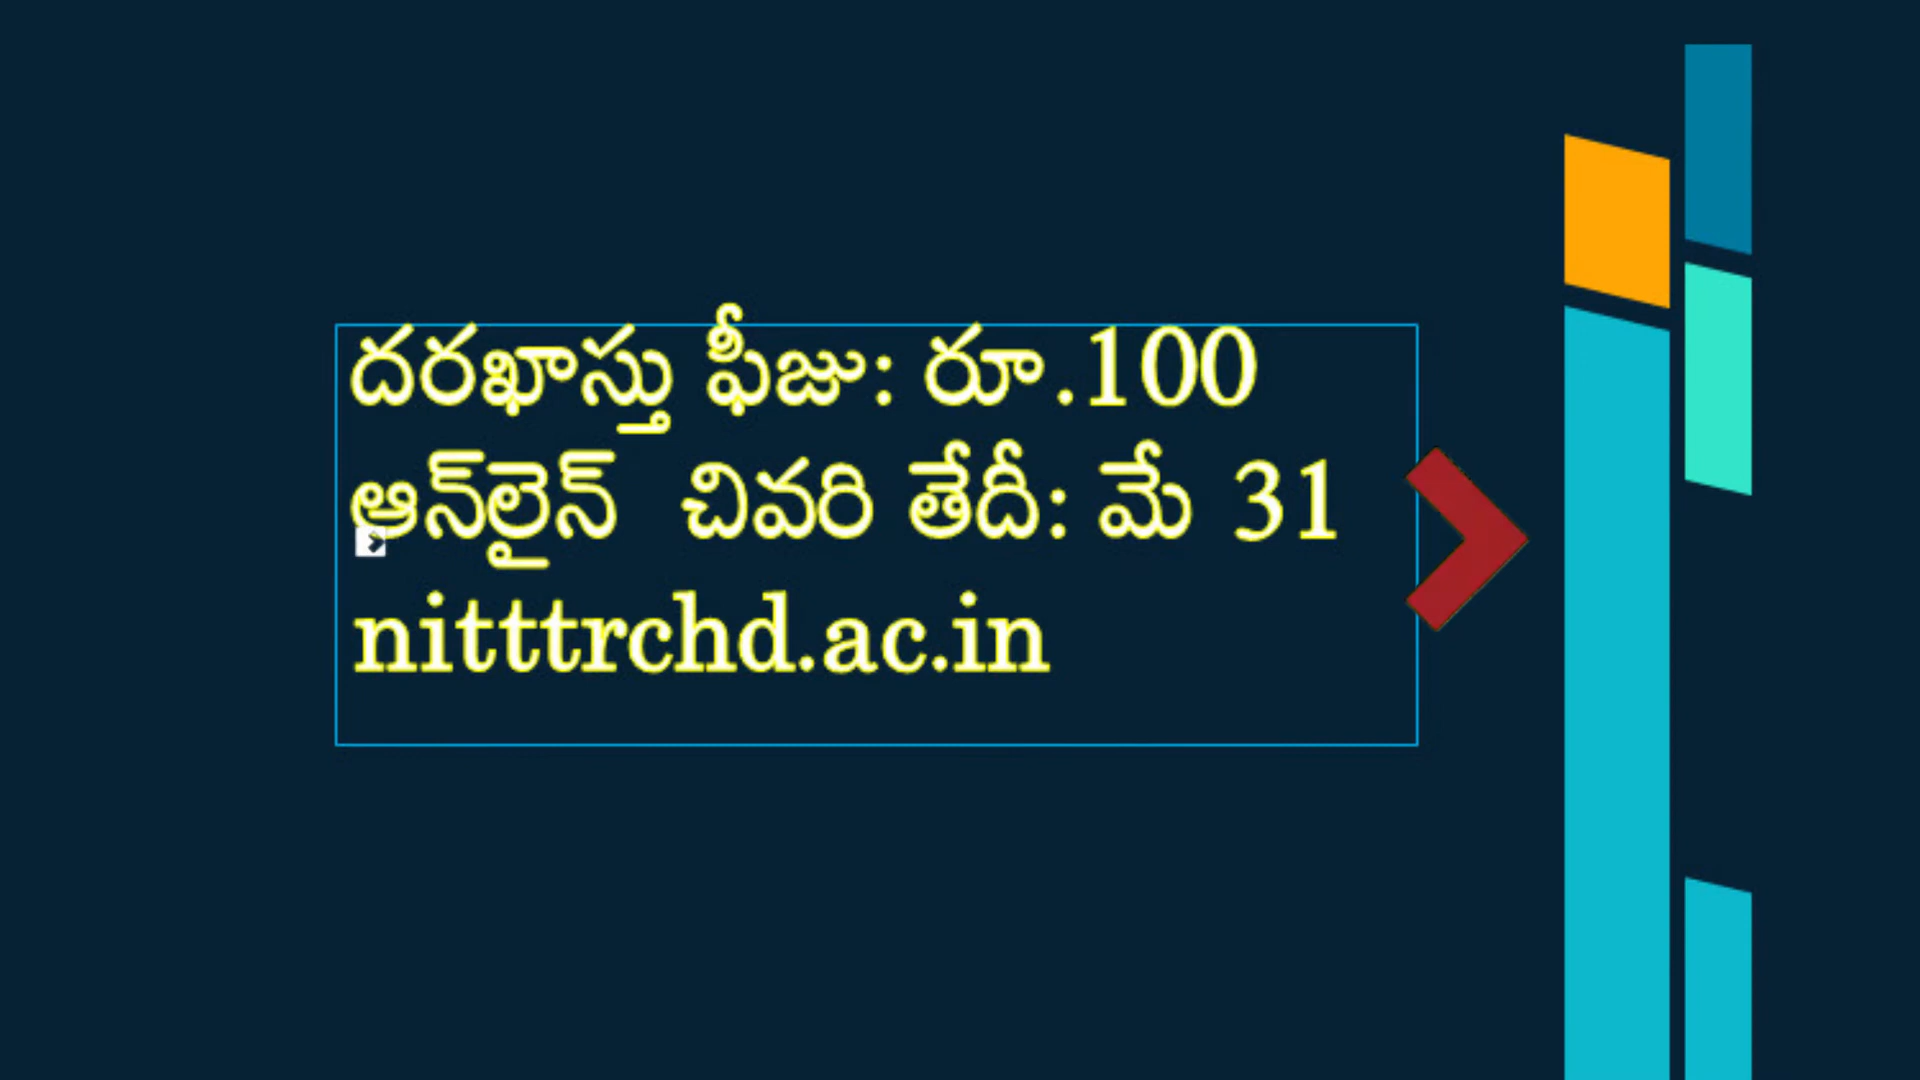 దరఖాస్తు ఫీజు: రూ.100
ఆన్‌లైన్ చివరి తేదీ: మే 31
nitttrchd.ac.in